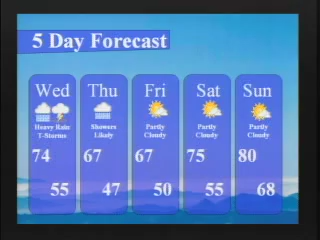 5 Day Forecast
Wed Thu Fri Sat Sun
Heavy Rain Showers Partly Partly Partly
T-Storms Likely Cloudy Cloudy Cloudy
74 67 67 75 80
55 47 50 55 68